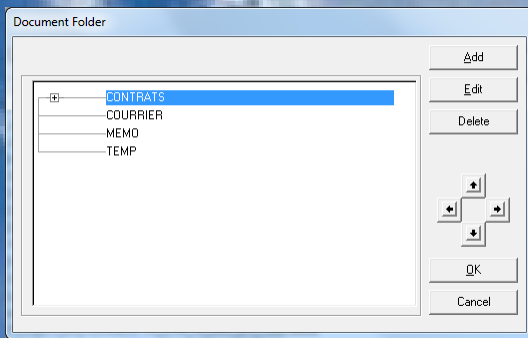 Document Folder
Add
CONTRATS
Edit
COURRIER
Delete
MEMO
TEMP
OK
Cancel